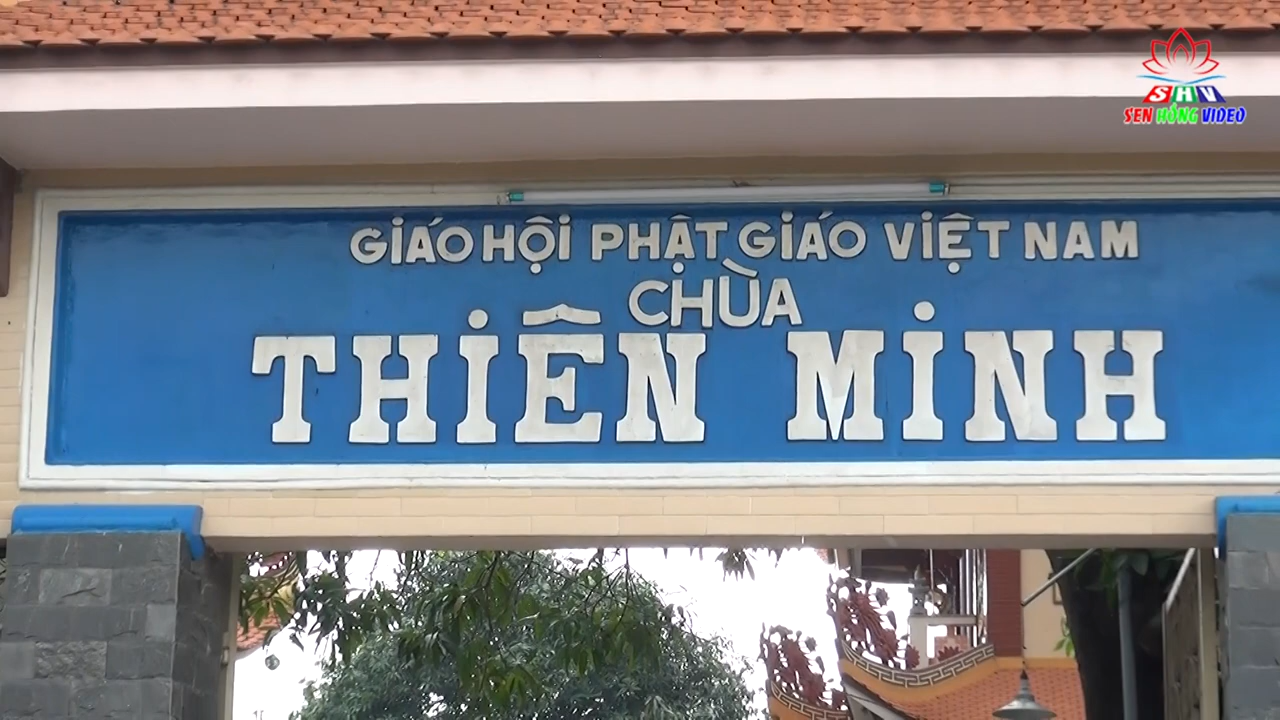 SHV
SEN HỒNG VIDEO
GIÁO HỘI PHẬT GIÁO VIỆT NAM
CHÙA
THIÊN MINH